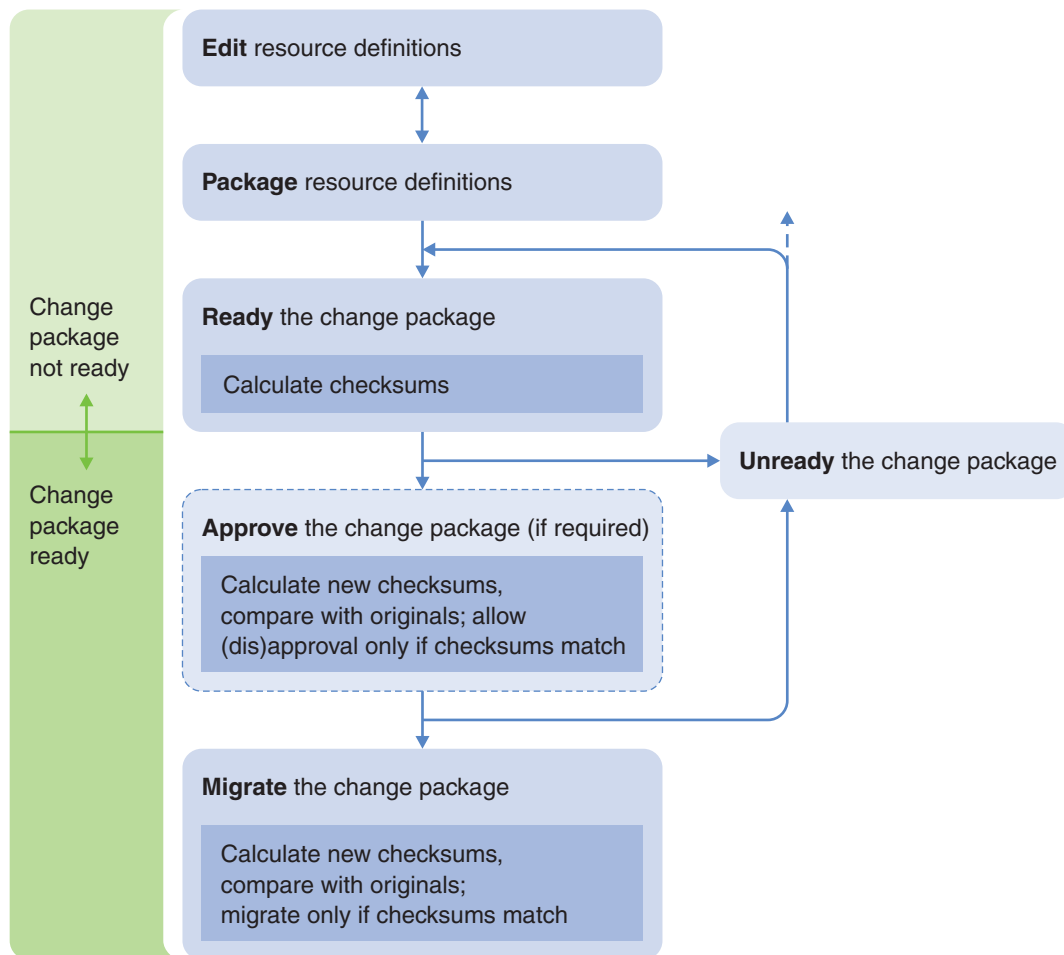 Edit resource definitions
Package resource definitions
Change
package
not ready
Ready the change package
Calculate checksums
Change
package
ready
Unready the change package
Approve the change package (if required)
Calculate new checksums,
compare with originals; allow
(dis)approval only if checksums match
Migrate the change package
Calculate new checksums,
compare with originals;
migrate only if checksums match